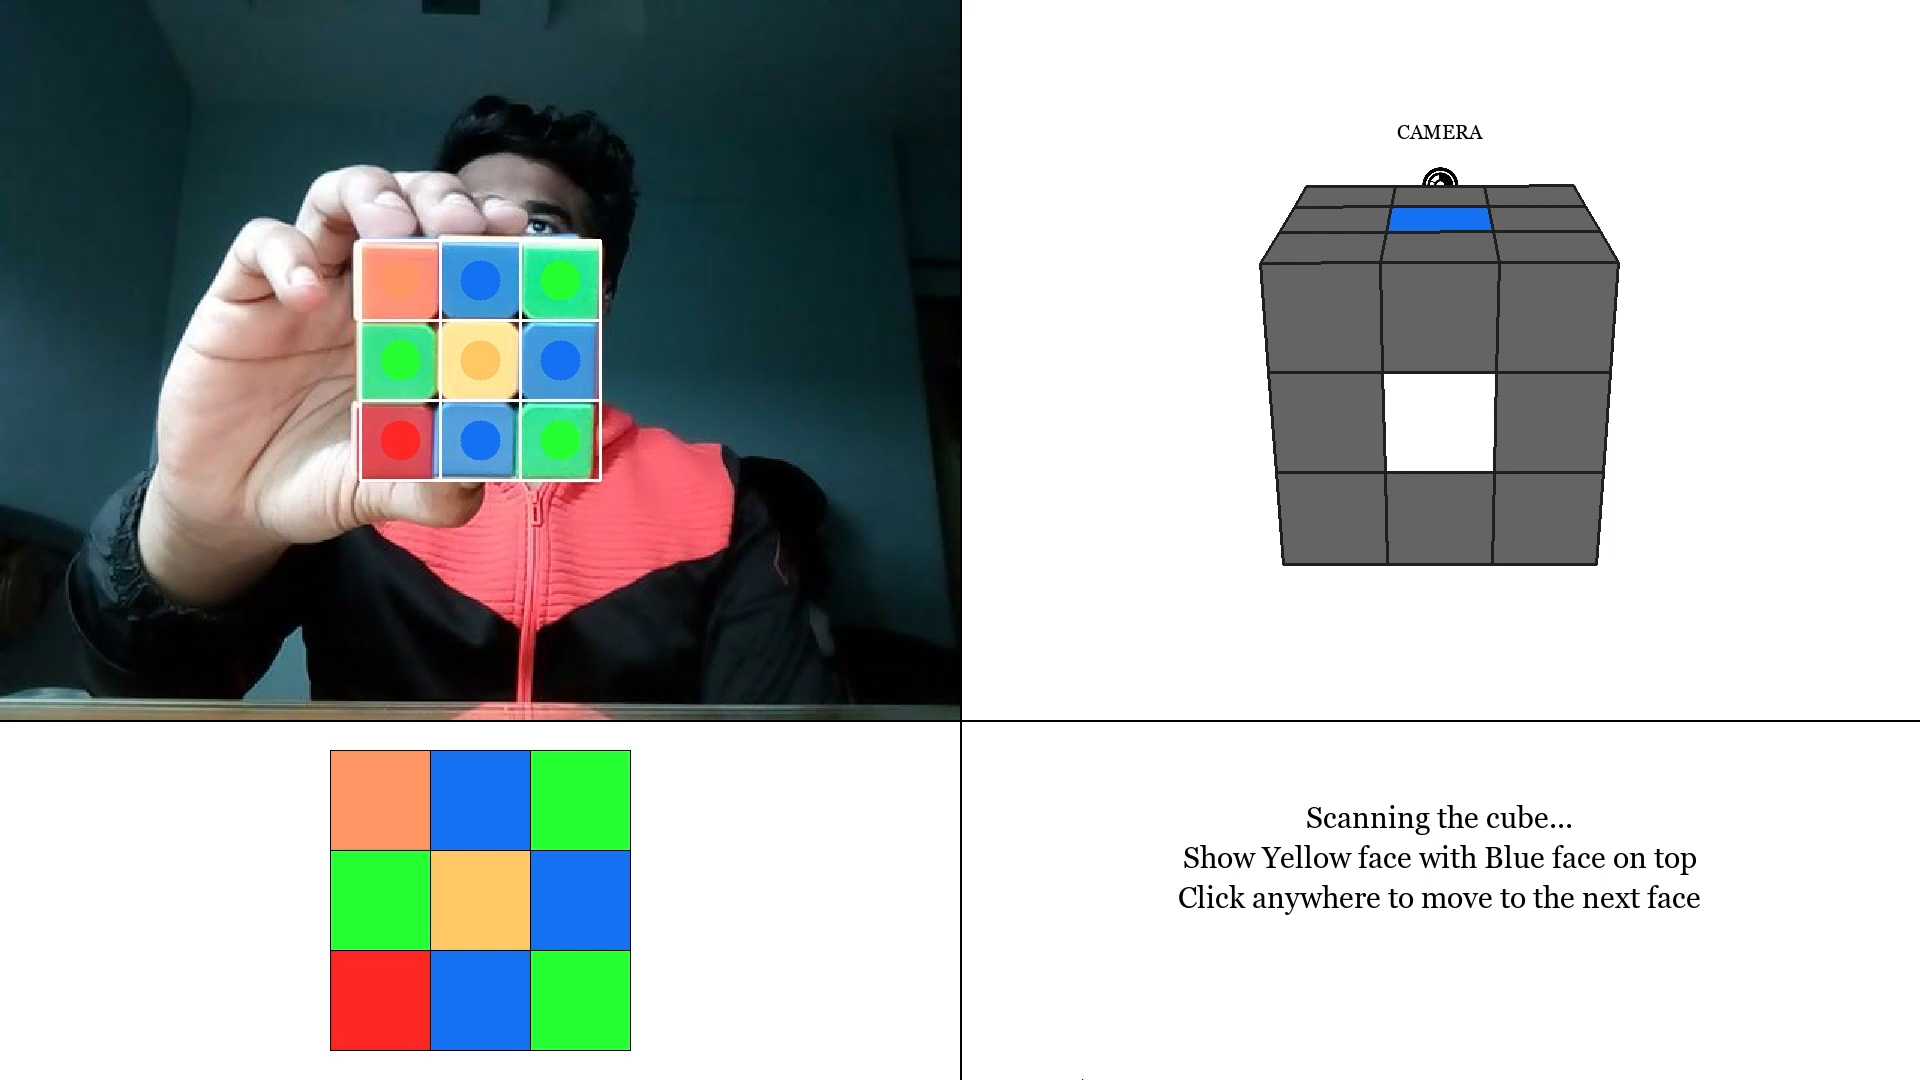 CAMERA
Scanning the cube...
Show Yellow face with Blue face on top
Click anywhere to move to the next face